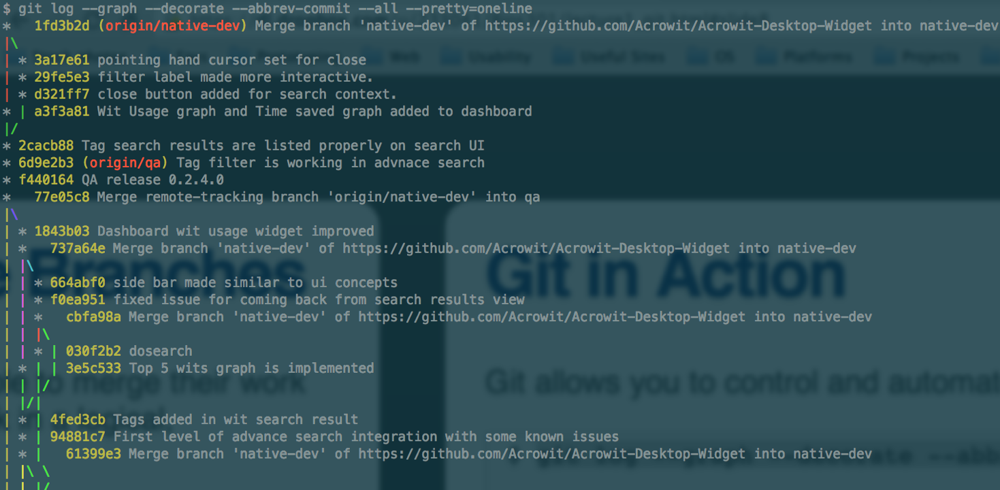 $ git log --graph --decorate --abbrev-commit --all --pretty=oneline
*   1fd3b2d (origin/native-dev) Merge branch 'native-dev' of https://github.com/Acrowit/Acrowit-Desktop-Widget into native-dev
|\
| * 3a17e61 pointing hand cursor set for close
| * 29fe5e3 filter label made more interactive.
| * d321ff7 close button added for search context.
* | a3f3a81 Wit Usage graph and Time saved graph added to dashboard
|/
* 2cacb88 Tag search results are listed properly on search UI
* 6d9e2b3 (origin/qa) Tag filter is working in advnace search
* f440164 QA release 0.2.4.0
*   77e05c8 Merge remote-tracking branch 'origin/native-dev' into qa
|\
| * 1843b03 Dashboard wit usage widget improved
| *   737a64e Merge branch 'native-dev' of https://github.com/Acrowit/Acrowit-Desktop-Widget into native-dev
| |\
| | * 664abf0 side bar made similar to ui concepts
| | * f0ea951 fixed issue for coming back from search results view
| | *   cbfa98a Merge branch 'native-dev' of https://github.com/Acrowit/Acrowit-Desktop-Widget into native-dev
| | |\
| | * | 030f2b2 dosearch
| * | | 3e5c533 Top 5 wits graph is implemented
| | |/
| |/|
| * | 4fed3cb Tags added in wit search result
| * | 94881c7 First level of advance search integration with some known issues
| * |   61399e3 Merge branch 'native-dev' of https://github.com/Acrowit/Acrowit-Desktop-Widget into native-dev
| |\ \
| | |/
Web Usability Useful Sites OS Platforms Projects
Branches
Git in Action
to merge their work
Git allows you to control and automat